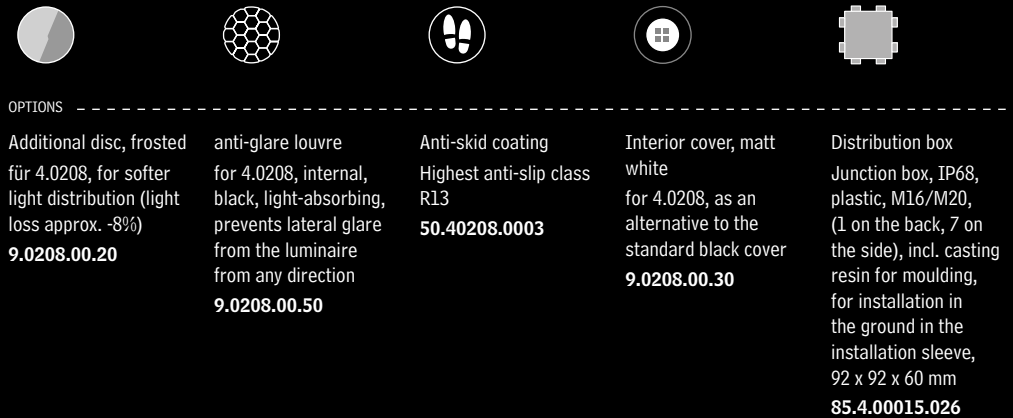 OPTIONS
Additional disc, frosted
für 4.0208, for softer
light distribution (light
loss approx. -8%)
9.0208.00.20
anti-glare louvre
for 4.0208, internal,
black, light-absorbing,
prevents lateral glare
from the luminaire
from any direction
9.0208.00.50
Anti-skid coating
Highest anti-slip class
R13
50.40208.0003
Interior cover, matt
white
for 4.0208, as an
alternative to the
standard black cover
9.0208.00.30
Distribution box
Junction box, IP68,
plastic, M16/M20,
(1 on the back, 7 on
the side), incl. casting
resin for moulding,
for installation in
the ground in the
installation sleeve,
92 x 92 x 60 mm
85.4.00015.026